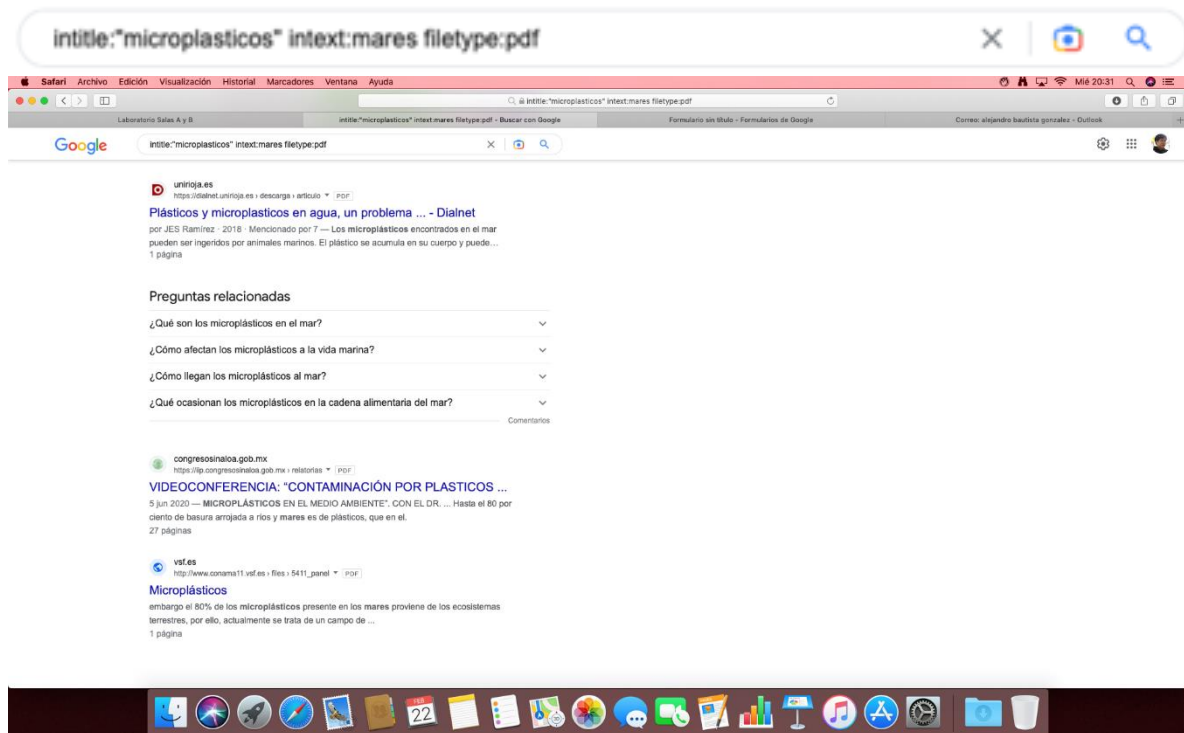 intitle:"microplasticos" intext:mares filetype:pdf
Safari Archivo Edición Visualización Historial Marcadores Ventana Ayuda
Mié 20:31
intitle:"microplasticos" intext:mares filetype:pdf
Laboratorio Salas A y B
intitle:"microplasticos" intext:mares filetype:pdf - Buscar con Google
Formulario sin título - Formularios de Google
Correo: alejandro bautista gonzalez - Outlook
Google
intitle:"microplasticos" intext:mares filetype:pdf
unirioja.es
https://dialnet.unirioja.es › descarga › articulo PDF
Plásticos y microplasticos en agua, un problema ... - Dialnet
por JES Ramírez · 2018 · Mencionado por 7 — Los microplásticos encontrados en el mar
pueden ser ingeridos por animales marinos. El plástico se acumula en su cuerpo y puede...
1 página
Preguntas relacionadas
¿Qué son los microplásticos en el mar?
¿Cómo afectan los microplásticos a la vida marina?
¿Cómo llegan los microplásticos al mar?
¿Qué ocasionan los microplásticos en la cadena alimentaria del mar?
Comentarios
congresosinaloa.gob.mx
https://iip.congresosinaloa.gob.mx › relatorias PDF
VIDEOCONFERENCIA: “CONTAMINACIÓN POR PLASTICOS ...
5 jun 2020 — MICROPLÁSTICOS EN EL MEDIO AMBIENTE”. CON EL DR. ... Hasta el 80 por
ciento de basura arrojada a rios y mares es de plásticos, que en el.
27 páginas
vsf.es
http://www.conama11.vsf.es › files › 5411_panel PDF
Microplásticos
embargo el 80% de los microplásticos presente en los mares proviene de los ecosistemas
terrestres, por ello, actualmente se trata de un campo de ...
1 página
FEB
22